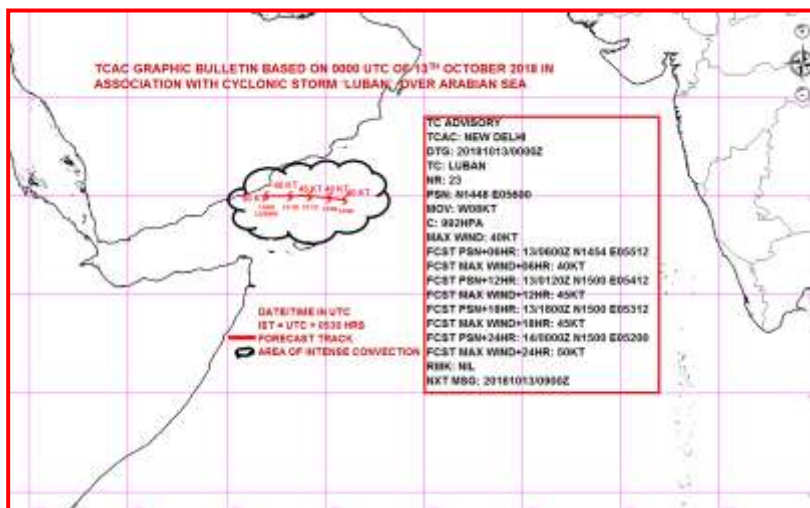 TCAC GRAPHIC BULLETIN BASED ON 0000 UTC OF 13TH OCTOBER 2018 IN
ASSOCIATION WITH CYCLONIC STORM 'LUBAN' OVER ARABIAN SEA
TC ADVISORY
TCAC: NEW DELHI
DTG: 20181013/0000Z
TC: LUBAN
NR: 23
PSN: N1448 E05600
MOV: W08KT
C: 992HPA
MAX WIND: 40KT
FCST PSN+06HR: 13/0600Z N1454 E05512
FCST MAX WIND+06HR: 40KT
FCST PSN+12HR: 13/0120Z N1500 E05412
FCST MAX WIND+12HR: 45KT
FCST PSN+18HR: 13/1800Z N1500 E05312
FCST MAX WIND+18HR: 45KT
FCST PSN+24HR: 14/0000Z N1500 E05200
FCST MAX WIND+24HR: 50KT
RMK: NIL
NXT MSG: 20181013/0900Z
40KT 40 KT
LUBAN
DATE/TIME IN UTC
IST = UTC + 0530 HRS
FORECAST TRACK
AREA OF INTENSE CONVECTION